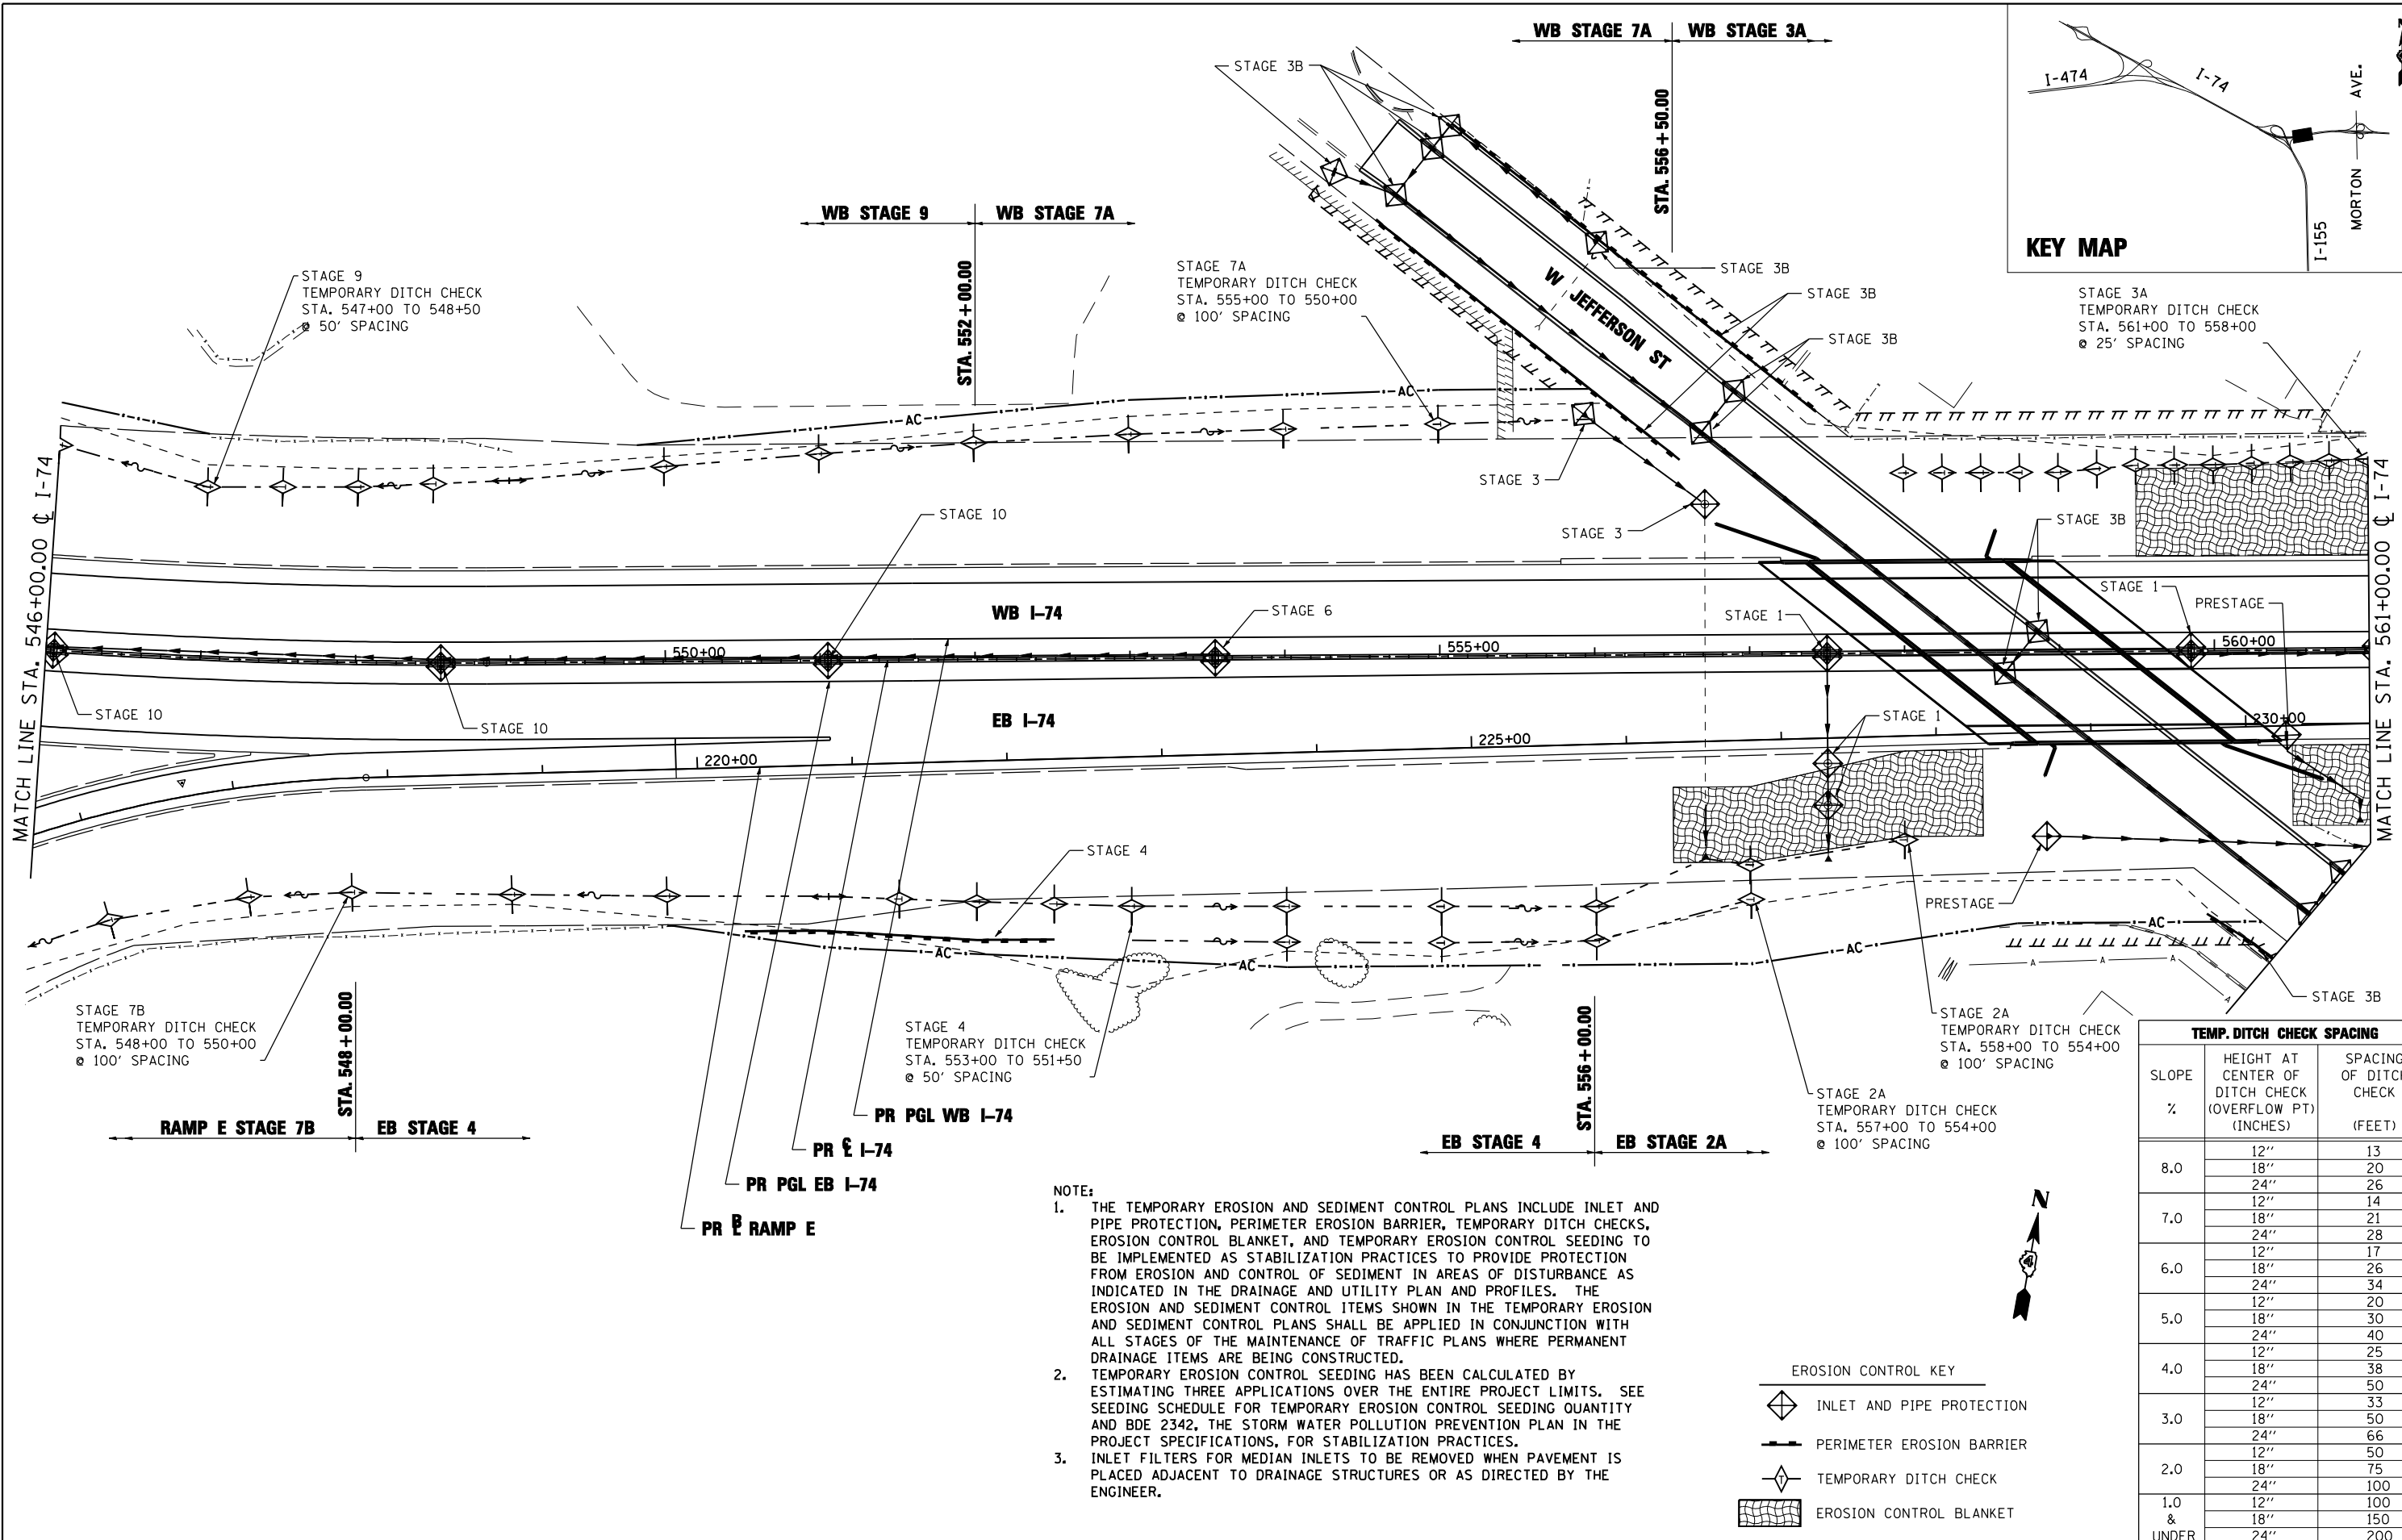 WB STAGE 7A
WB STAGE 3A
STA. 556+50.00
STAGE 3B
I-474
I-74
MORTON AVE.
I-155
KEY MAP
WB STAGE 9
WB STAGE 7A
STA. 552+00.00
STAGE 9
TEMPORARY DITCH CHECK
STA. 547+00 TO 548+50
@ 50' SPACING
STAGE 7A
TEMPORARY DITCH CHECK
STA. 555+00 TO 550+00
@ 100' SPACING
STAGE 3B
STAGE 3B
STAGE 3B
W JEFFERSON ST
STAGE 3A
TEMPORARY DITCH CHECK
STA. 561+00 TO 558+00
@ 25' SPACING
AC
AC
STAGE 3
STAGE 3
STAGE 10
STAGE 3B
MATCH LINE STA. 546+00.00 ℄ I-74
MATCH LINE STA. 561+00.00 ℄ I-74
WB I-74
STAGE 6
STAGE 1
STAGE 1
PRESTAGE
550+00
555+00
560+00
STAGE 10
STAGE 10
EB I-74
STAGE 1
230+00
220+00
225+00
STAGE 4
PRESTAGE
AC
AC
AC
AC
A
A
A
A
STAGE 3B
STAGE 7B
TEMPORARY DITCH CHECK
STA. 548+00 TO 550+00
@ 100' SPACING
STA. 548+00.00
RAMP E STAGE 7B
EB STAGE 4
STAGE 4
TEMPORARY DITCH CHECK
STA. 553+00 TO 551+50
@ 50' SPACING
PR PGL WB I-74
PR ℄ I-74
PR PGL EB I-74
PR BL RAMP E
STA. 556+00.00
EB STAGE 4
EB STAGE 2A
STAGE 2A
TEMPORARY DITCH CHECK
STA. 558+00 TO 554+00
@ 100' SPACING
STAGE 2A
TEMPORARY DITCH CHECK
STA. 557+00 TO 554+00
@ 100' SPACING
NOTE:
1. THE TEMPORARY EROSION AND SEDIMENT CONTROL PLANS INCLUDE INLET AND
PIPE PROTECTION, PERIMETER EROSION BARRIER, TEMPORARY DITCH CHECKS,
EROSION CONTROL BLANKET, AND TEMPORARY EROSION CONTROL SEEDING TO
BE IMPLEMENTED AS STABILIZATION PRACTICES TO PROVIDE PROTECTION
FROM EROSION AND CONTROL OF SEDIMENT IN AREAS OF DISTURBANCE AS
INDICATED IN THE DRAINAGE AND UTILITY PLAN AND PROFILES. THE
EROSION AND SEDIMENT CONTROL ITEMS SHOWN IN THE TEMPORARY EROSION
AND SEDIMENT CONTROL PLANS SHALL BE APPLIED IN CONJUNCTION WITH
ALL STAGES OF THE MAINTENANCE OF TRAFFIC PLANS WHERE PERMANENT
DRAINAGE ITEMS ARE BEING CONSTRUCTED.
2. TEMPORARY EROSION CONTROL SEEDING HAS BEEN CALCULATED BY
ESTIMATING THREE APPLICATIONS OVER THE ENTIRE PROJECT LIMITS. SEE
SEEDING SCHEDULE FOR TEMPORARY EROSION CONTROL SEEDING QUANTITY
AND BDE 2342, THE STORM WATER POLLUTION PREVENTION PLAN IN THE
PROJECT SPECIFICATIONS, FOR STABILIZATION PRACTICES.
3. INLET FILTERS FOR MEDIAN INLETS TO BE REMOVED WHEN PAVEMENT IS
PLACED ADJACENT TO DRAINAGE STRUCTURES OR AS DIRECTED BY THE
ENGINEER.
N
EROSION CONTROL KEY
INLET AND PIPE PROTECTION
PERIMETER EROSION BARRIER
T TEMPORARY DITCH CHECK
EROSION CONTROL BLANKET
TEMP. DITCH CHECK SPACING
SLOPE %
HEIGHT AT
CENTER OF
DITCH CHECK
(OVERFLOW PT)
(INCHES)
SPACING
OF DITCH
CHECK
(FEET)
8.0 12'' 13
18'' 20
24'' 26
7.0 12'' 14
18'' 21
24'' 28
6.0 12'' 17
18'' 26
24'' 34
5.0 12'' 20
18'' 30
24'' 40
4.0 12'' 25
18'' 38
24'' 50
3.0 12'' 33
18'' 50
24'' 66
2.0 12'' 50
18'' 75
24'' 100
1.0 12'' 100
& 18'' 150
UNDER 24'' 200